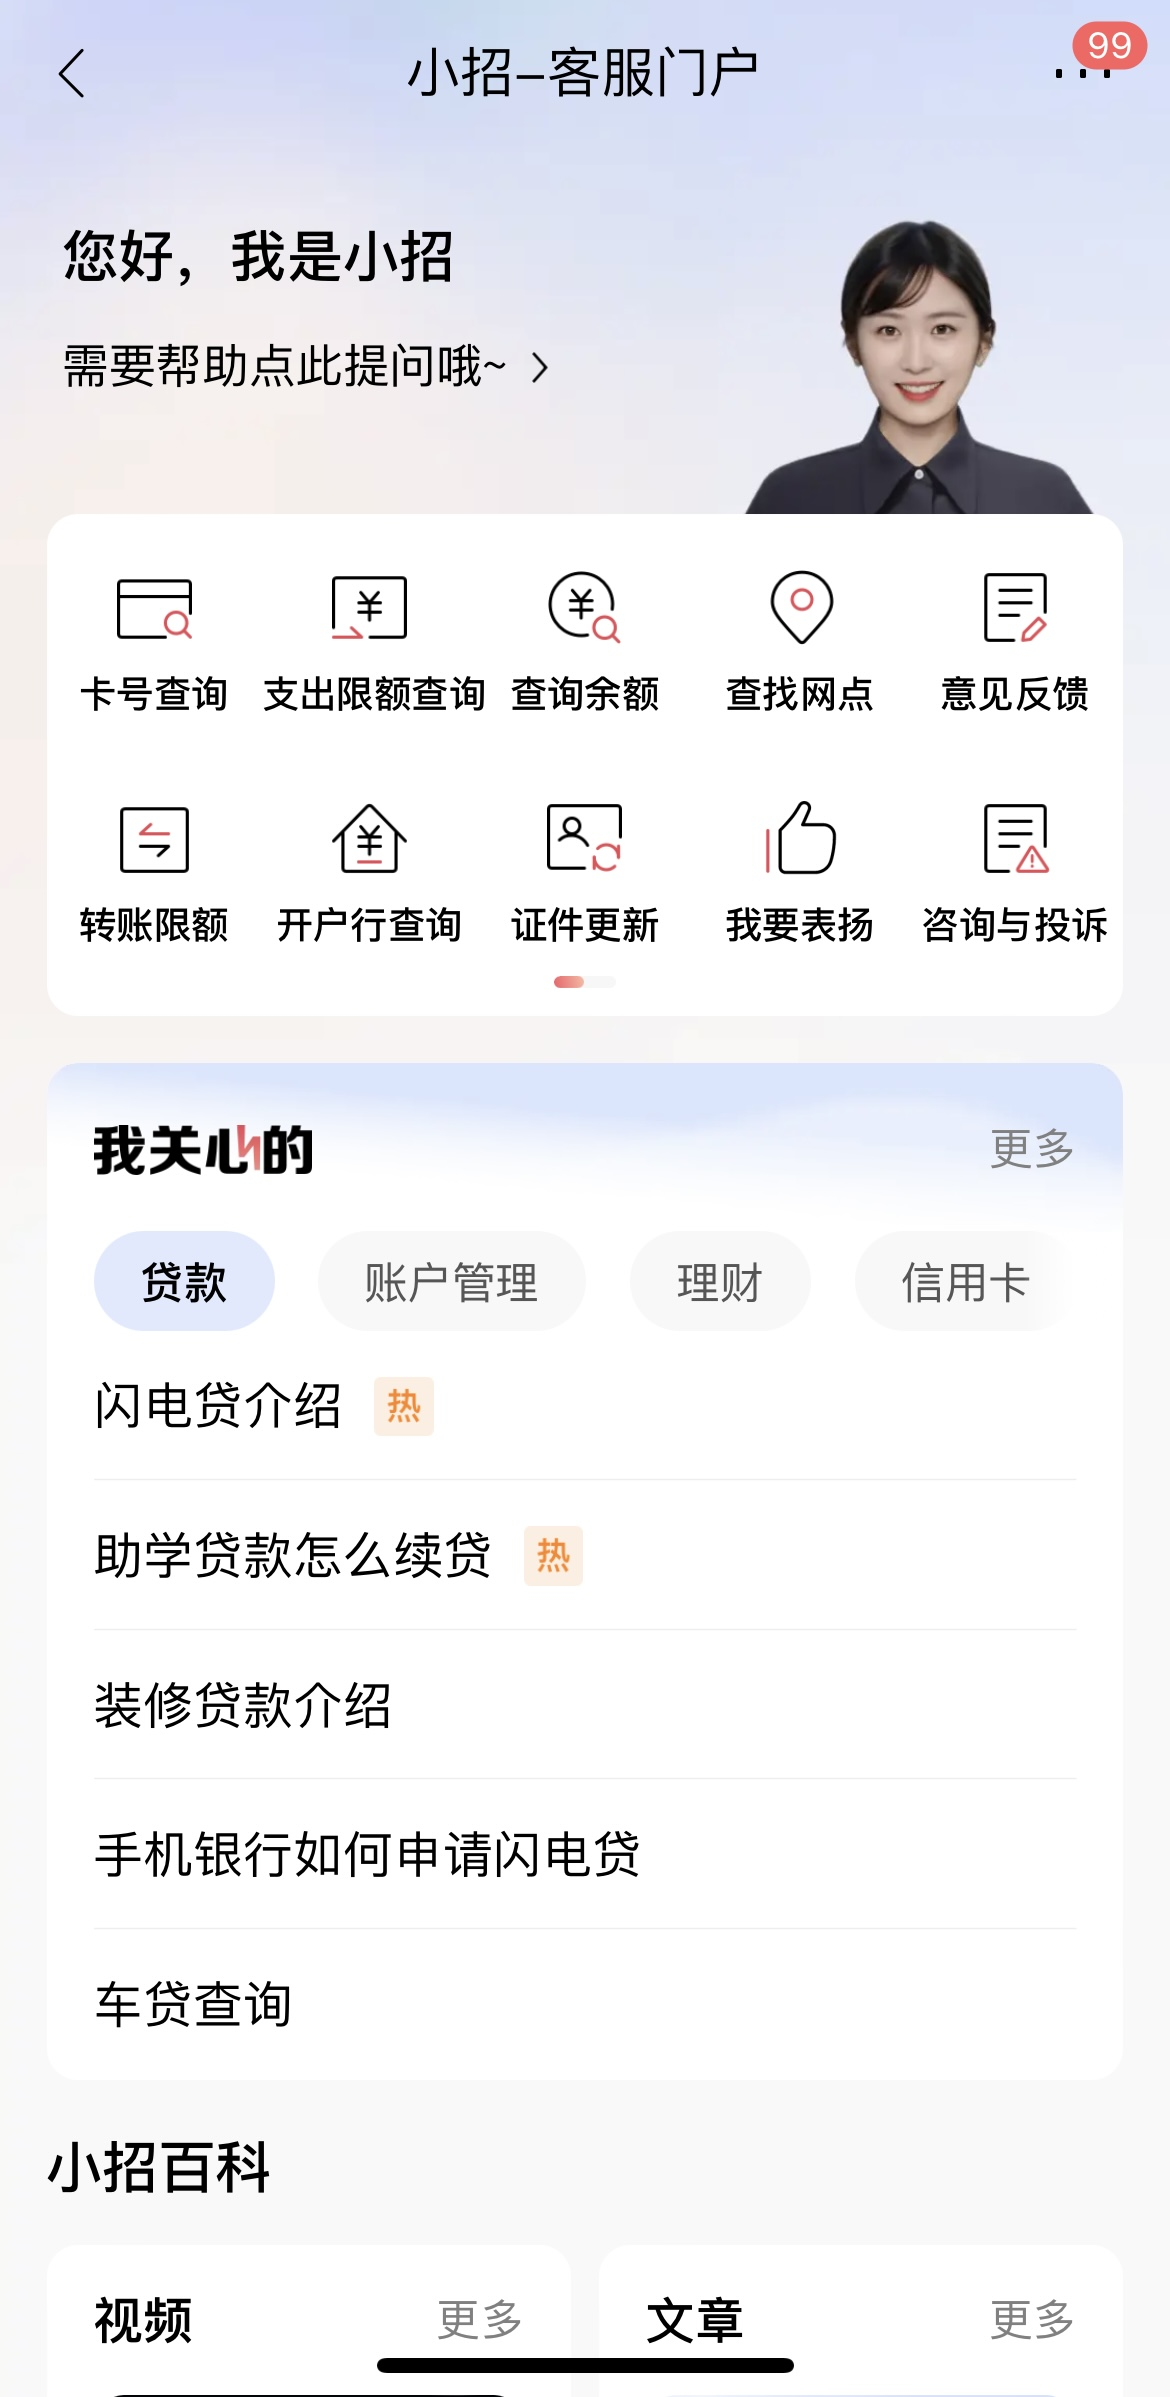 小招-客服门户
99
您好，我是小招
需要帮助点此提问哦~
卡号查询 支出限额查询 查询余额 查找网点 意见反馈
转账限额 开户行查询 证件更新 我要表扬 咨询与投诉
我关心的 更多
贷款 账户管理 理财 信用卡
闪电贷介绍 热
助学贷款怎么续贷 热
装修贷款介绍
手机银行如何申请闪电贷
车贷查询
小招百科
视频 更多 文章 更多